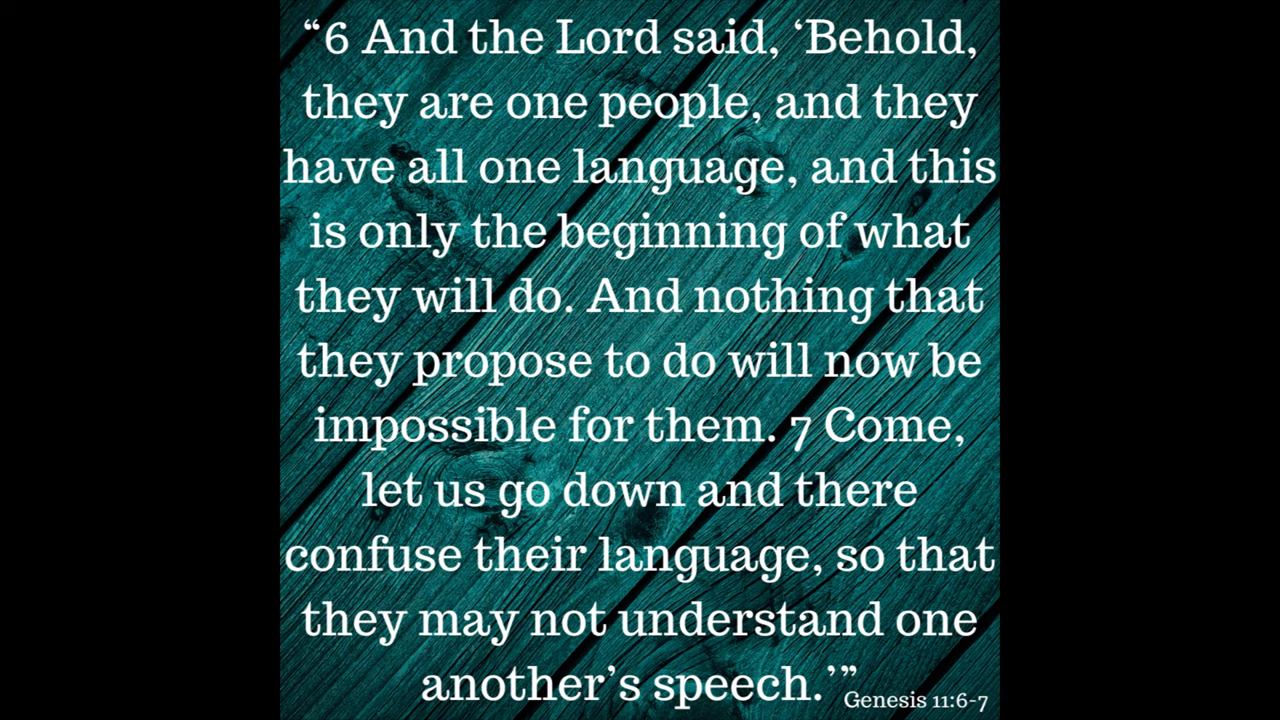 “6 And the Lord said, ‘Behold,
they are one people, and they
have all one language, and this
is only the beginning of what
they will do. And nothing that
they propose to do will now be
impossible for them. 7 Come,
let us go down and there
confuse their language, so that
they may not understand one
another’s speech.’”
Genesis 11:6-7